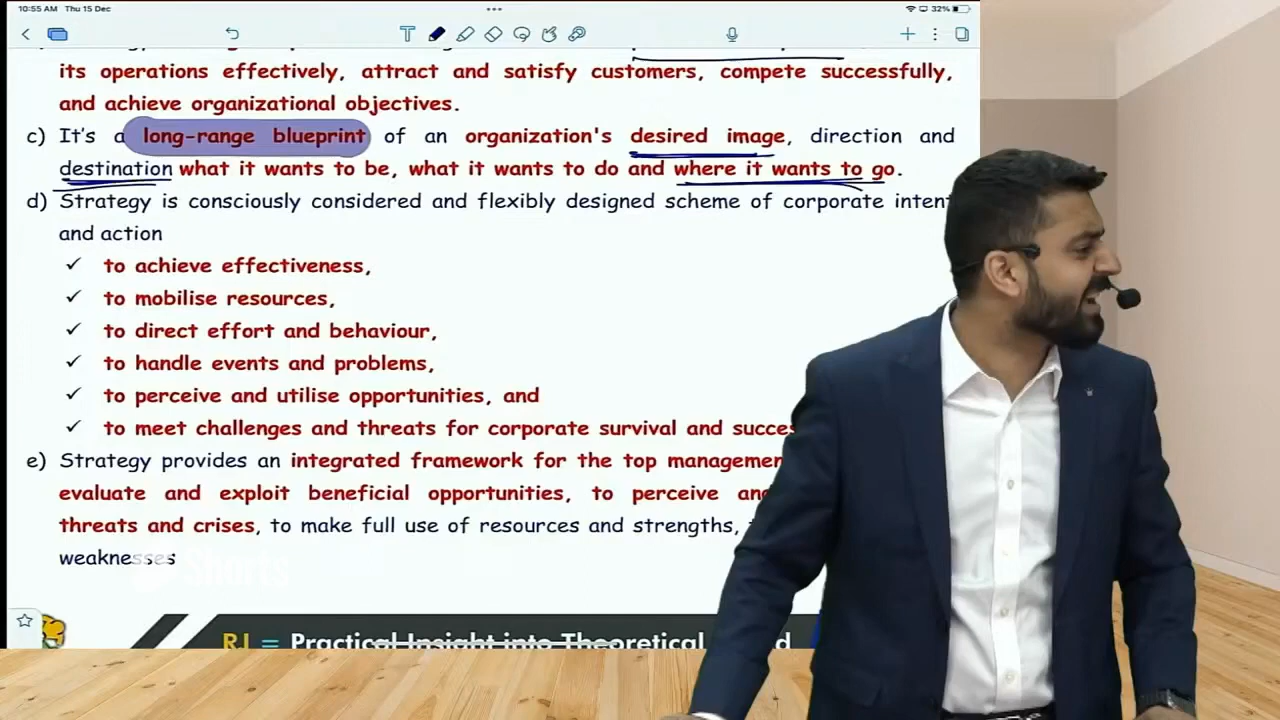 10:55 AM Thu 15 Dec
32%
its operations effectively, attract and satisfy customers, compete successfully,
and achieve organizational objectives.
c) It's a long-range blueprint of an organization's desired image, direction and
destination what it wants to be, what it wants to do and where it wants to go.
d) Strategy is consciously considered and flexibly designed scheme of corporate intent
and action
✓ to achieve effectiveness,
✓ to mobilise resources,
✓ to direct effort and behaviour,
✓ to handle events and problems,
✓ to perceive and utilise opportunities, and
✓ to meet challenges and threats for corporate survival and succes
e) Strategy provides an integrated framework for the top managemen
evaluate and exploit beneficial opportunities, to perceive and
threats and crises, to make full use of resources and strengths,
weaknesses
Shorts
RJ = Practical Insight into Theoretical